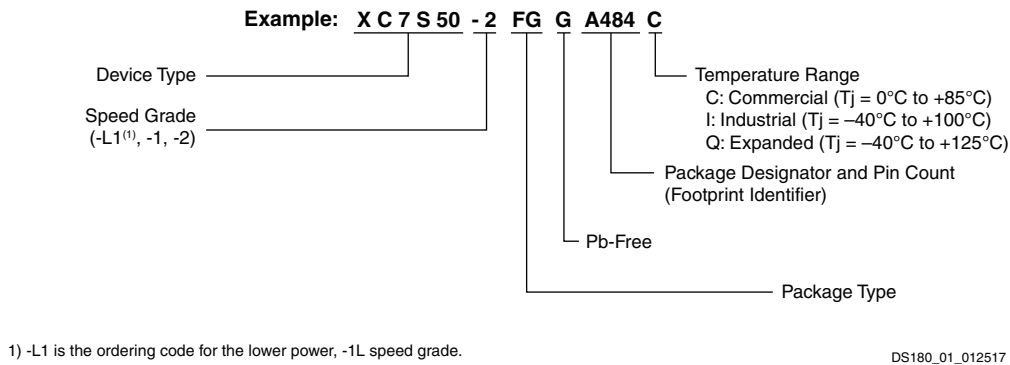 Example: X C 7 S 50 - 2 FG G A484 C
Device Type
Speed Grade
(-L1(1), -1, -2)
Temperature Range
C: Commercial (Tj = 0°C to +85°C)
I: Industrial (Tj = –40°C to +100°C)
Q: Expanded (Tj = –40°C to +125°C)
Package Designator and Pin Count
(Footprint Identifier)
Pb-Free
Package Type
1) -L1 is the ordering code for the lower power, -1L speed grade.
DS180_01_012517